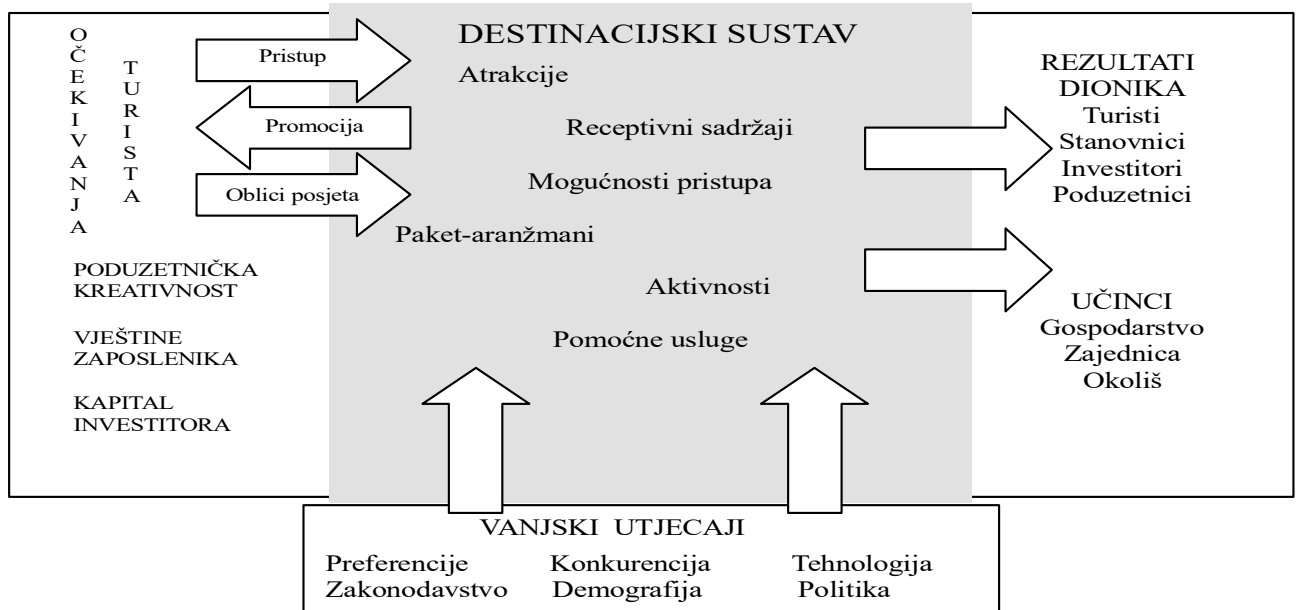 OČEKIVANJA
TURISTA
Pristup
Promocija
Oblici posjeta
PODUZETNIČKA
KREATIVNOST
VJEŠTINE
ZAPOSLENIKA
KAPITAL
INVESTITORA
DESTINACIJSKI SUSTAV
Atrakcije
Receptivni sadržaji
Mogućnosti pristupa
Paket-aranžmani
Aktivnosti
Pomoćne usluge
REZULTATI
DIONIKA
Turisti
Stanovnici
Investitori
Poduzetnici
UČINCI
Gospodarstvo
Zajednica
Okoliš
VANJSKI UTJECAJI
Preferencije Konkurencija Tehnologija
Zakonodavstvo Demografija Politika